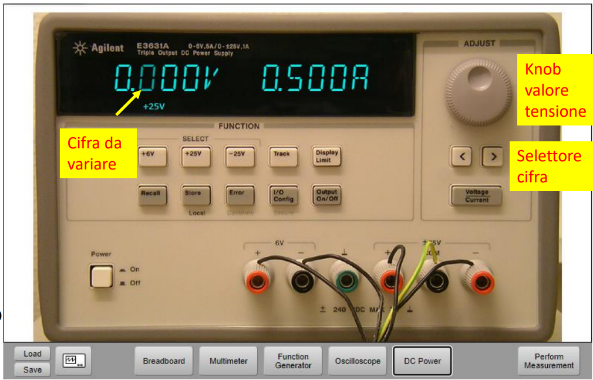 Agilent E3631A 0-6V,5A/0-±25V,1A
Triple Output DC Power Supply
ADJUST
0.000V 0.500A
+25V
Knob
valore
tensione
Cifra da
variare
FUNCTION
SELECT
+6V +25V -25V Track Display
Limit
< >
Selettore
cifra
Recall Store Error I/O
Config Output
On/Off
Local
Voltage
Current
Power
On
Off
6V
+ -
±25V
+ COM -
± 240 VDC MAX
Load
Save
Breadboard
Multimeter
Function
Generator
Oscilloscope
DC Power
Perform
Measurement